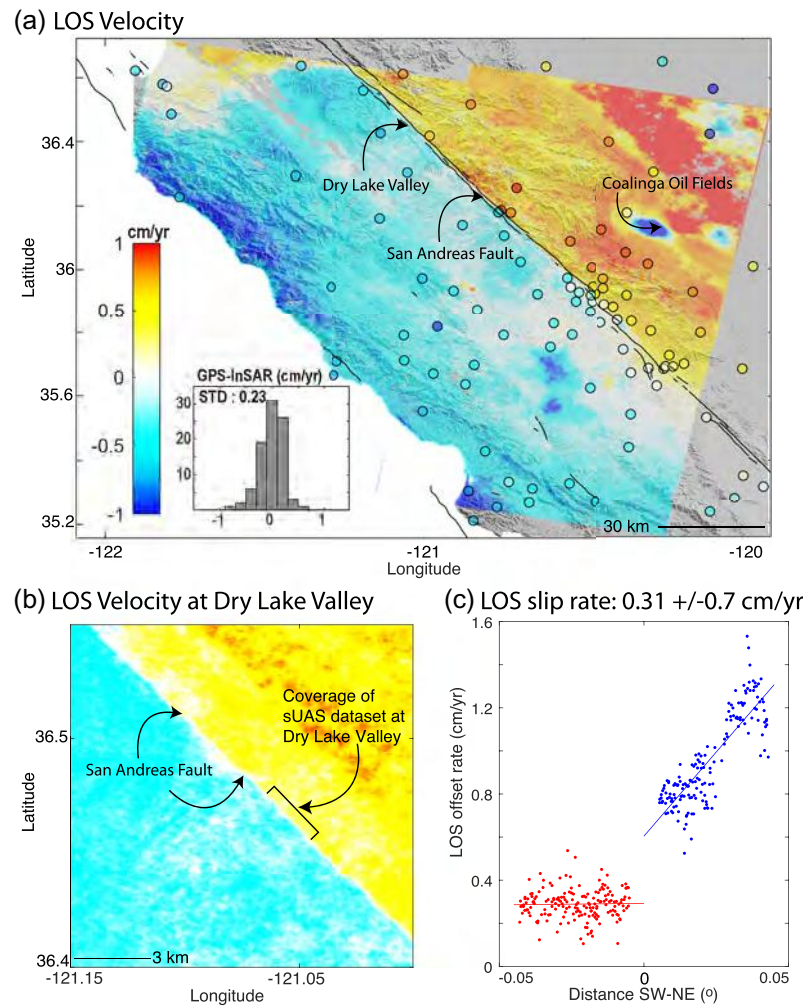 (a) LOS Velocity
36.4
36
35.6
35.2
Latitude
-122
-121
-120
Longitude
Dry Lake Valley
San Andreas Fault
Coalinga Oil Fields
cm/yr
1
0.5
0
-0.5
-1
GPS-InSAR (cm/yr)
STD : 0.23
30
20
10
-1
0
1
30 km
(b) LOS Velocity at Dry Lake Valley
36.5
36.4
Latitude
San Andreas Fault
Coverage of
sUAS dataset at
Dry Lake Valley
3 km
-121.15
-121.05
Longitude
(c) LOS slip rate: 0.31 +/-0.7 cm/yr
1.6
1.2
0.8
0.4
0
LOS offset rate (cm/yr)
-0.05
0
0.05
Distance SW-NE (º)